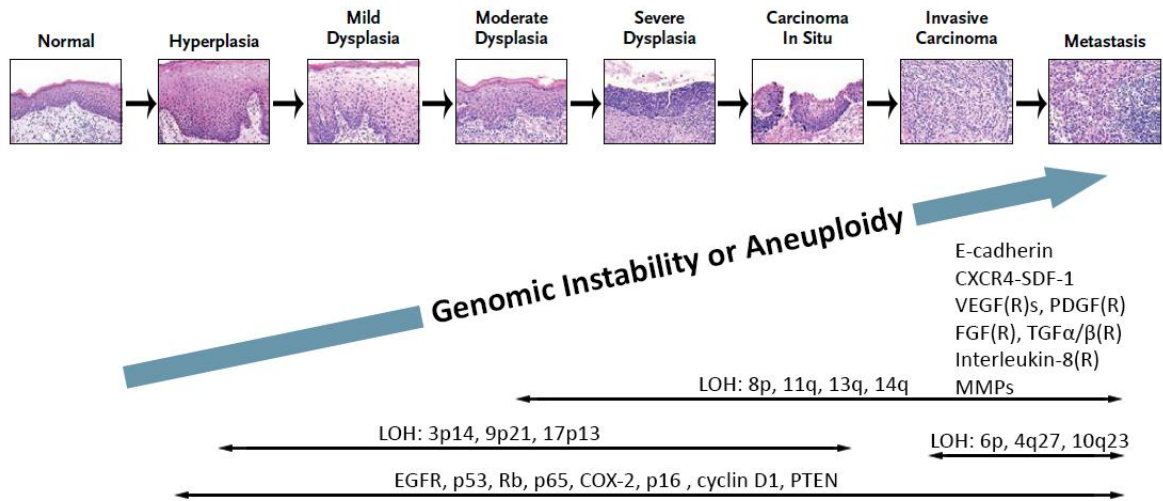 Normal
Hyperplasia
Mild
Dysplasia
Moderate
Dysplasia
Severe
Dysplasia
Carcinoma
In Situ
Invasive
Carcinoma
Metastasis
Genomic Instability or Aneuploidy
E-cadherin
CXCR4-SDF-1
VEGF(R)s, PDGF(R)
FGF(R), TGFα/β(R)
Interleukin-8(R)
MMPs
LOH: 8p, 11q, 13q, 14q
LOH: 3p14, 9p21, 17p13
LOH: 6p, 4q27, 10q23
EGFR, p53, Rb, p65, COX-2, p16 , cyclin D1, PTEN